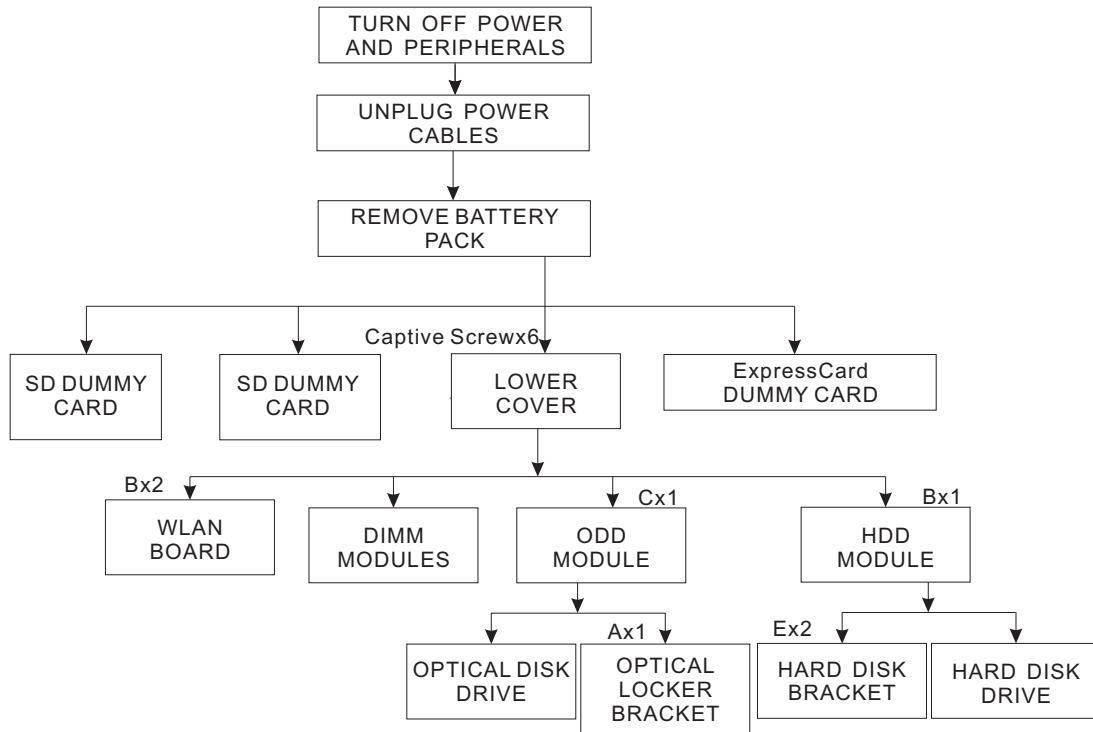 TURN OFF POWER
AND PERIPHERALS
UNPLUG POWER
CABLES
REMOVE BATTERY
PACK
Captive Screwx6
SD DUMMY
CARD
SD DUMMY
CARD
LOWER
COVER
ExpressCard
DUMMY CARD
Bx2
WLAN
BOARD
DIMM
MODULES
Cx1
ODD
MODULE
Bx1
HDD
MODULE
OPTICAL DISK
DRIVE
Ax1
OPTICAL
LOCKER
BRACKET
Ex2
HARD DISK
BRACKET
HARD DISK
DRIVE